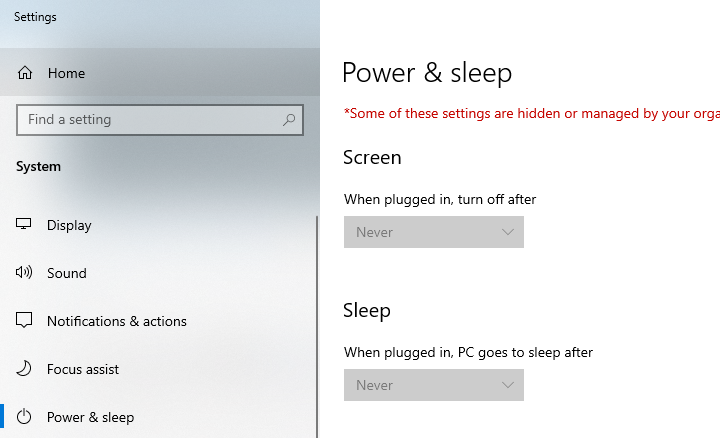 Settings
Home
Find a setting
System
Display
Sound
Notifications & actions
Focus assist
Power & sleep
Power & sleep
*Some of these settings are hidden or managed by your orga
Screen
When plugged in, turn off after
Never
Sleep
When plugged in, PC goes to sleep after
Never